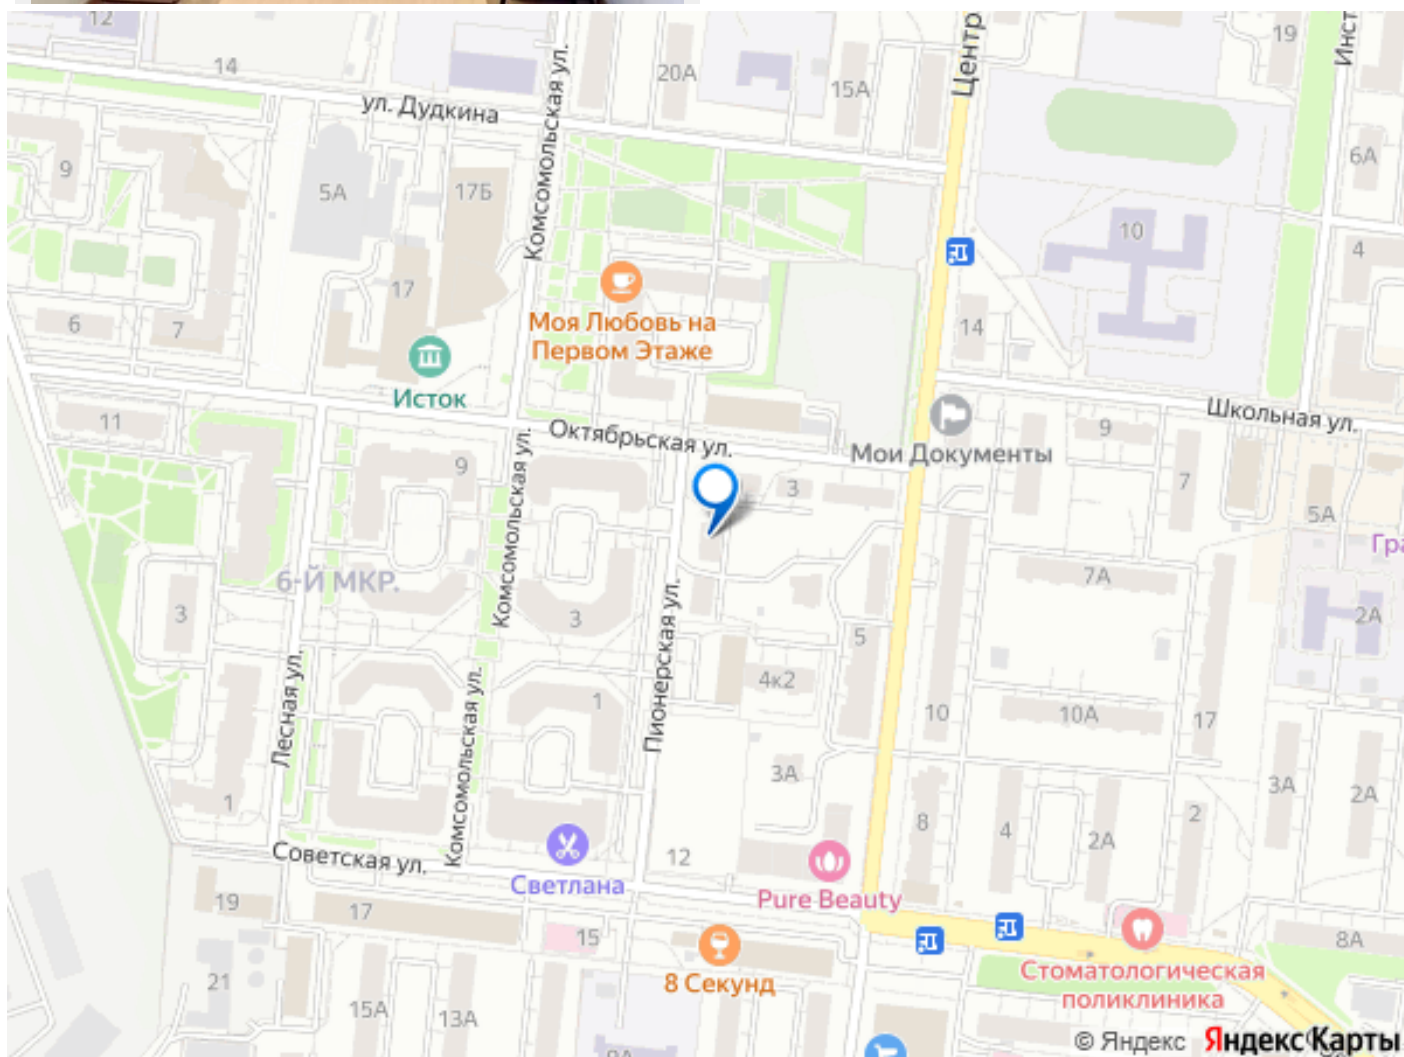 12
14
ул. Дудкина
Комсомольская ул.
20А
15А
Центр
19
Инст
6А
9
5А
17Б
10
4
17
14
6
7
Моя Любовь на
Первом Этаже
Исток
11
Октябрьская ул.
Мои Документы
Школьная ул.
9
9
7
3
5А
Гра
6-Й МКР.
Комсомольская ул.
7А
2А
3
3
5
Пионерская ул.
4к2
1
10
10А
17
Лесная ул.
Комсомольская ул.
3А
3А
2А
1
8
4
2А
2
Советская ул.
Светлана
12
Pure Beauty
19
17
15
8 Секунд
8А
Стоматологическая
поликлиника
21
15А
13А
© Яндекс Яндекс Карты